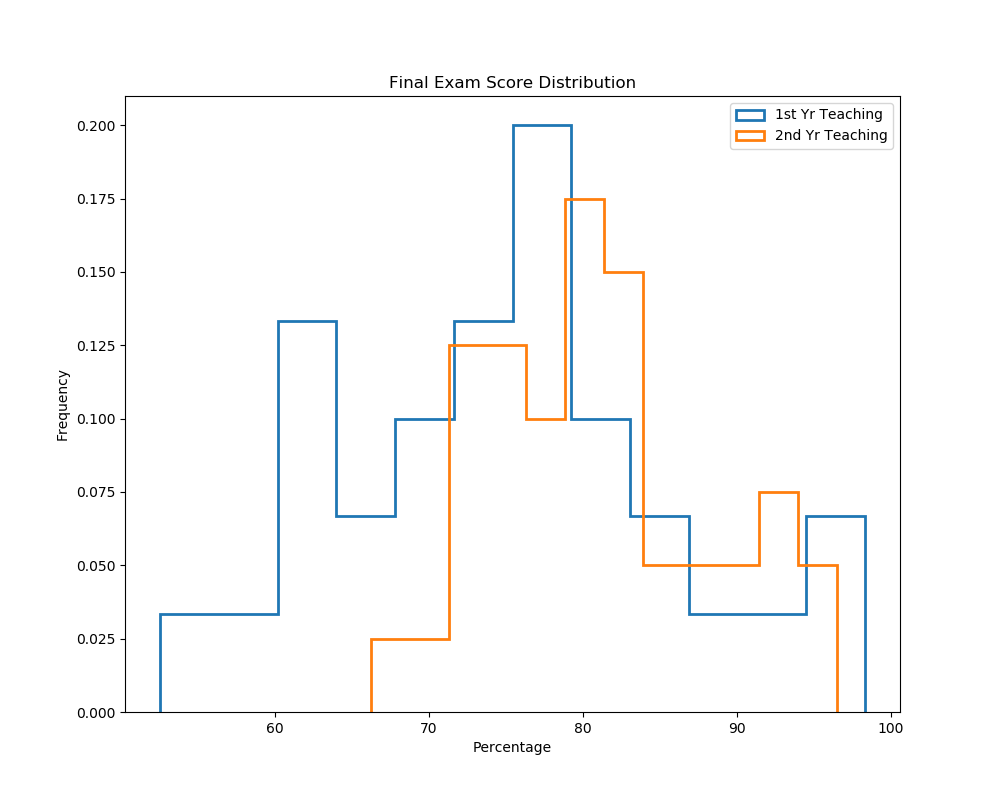 Final Exam Score Distribution
1st Yr Teaching
2nd Yr Teaching
0.200
0.175
0.150
0.125
0.100
0.075
0.050
0.025
0.000
Frequency
60 70 80 90 100
Percentage